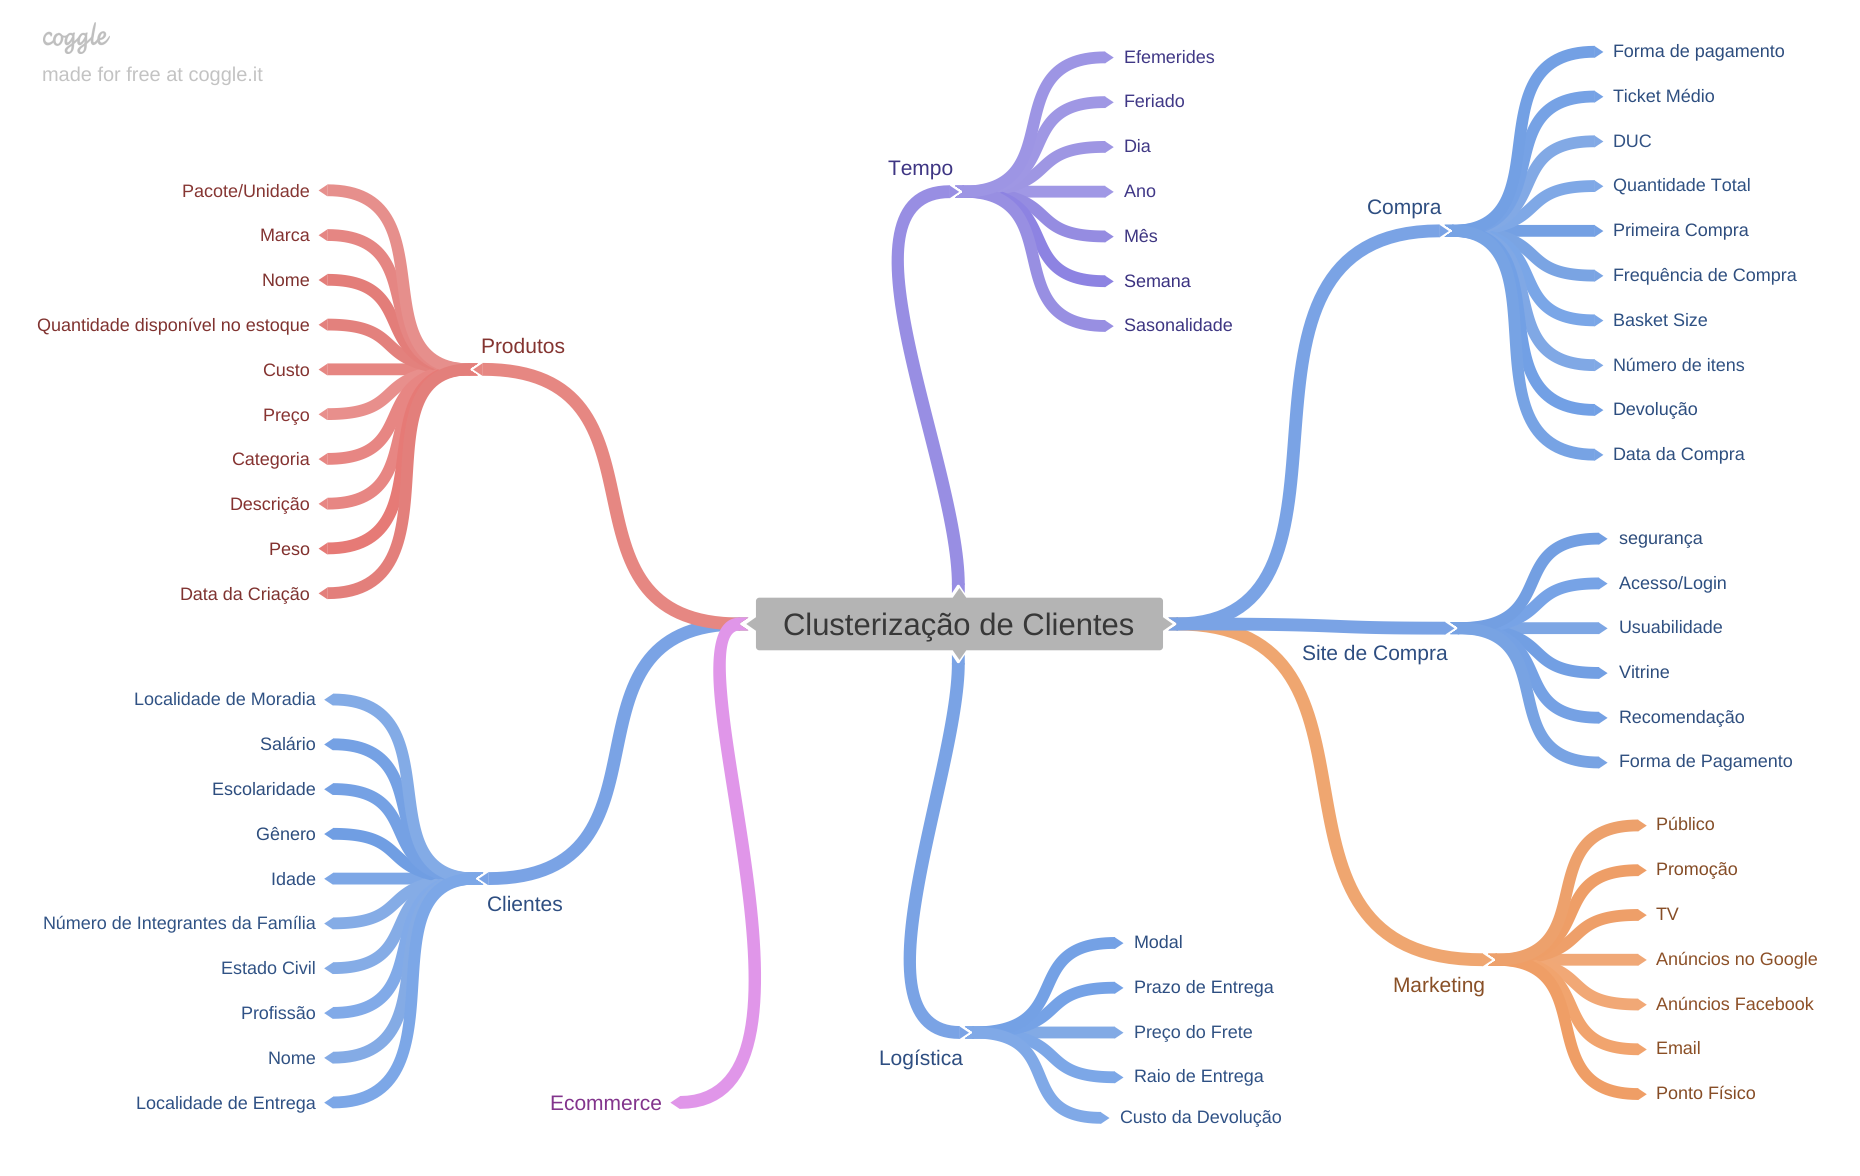 coggle
made for free at coggle.it
Clusterização de Clientes
Produtos
Pacote/Unidade
Marca
Nome
Quantidade disponível no estoque
Custo
Preço
Categoria
Descrição
Peso
Data da Criação
Clientes
Localidade de Moradia
Salário
Escolaridade
Gênero
Idade
Número de Integrantes da Família
Estado Civil
Profissão
Nome
Localidade de Entrega
Ecommerce
Tempo
Efemerides
Feriado
Dia
Ano
Mês
Semana
Sasonalidade
Logística
Modal
Prazo de Entrega
Preço do Frete
Raio de Entrega
Custo da Devolução
Compra
Forma de pagamento
Ticket Médio
DUC
Quantidade Total
Primeira Compra
Frequência de Compra
Basket Size
Número de itens
Devolução
Data da Compra
Site de Compra
segurança
Acesso/Login
Usuabilidade
Vitrine
Recomendação
Forma de Pagamento
Marketing
Público
Promoção
TV
Anúncios no Google
Anúncios Facebook
Email
Ponto Físico